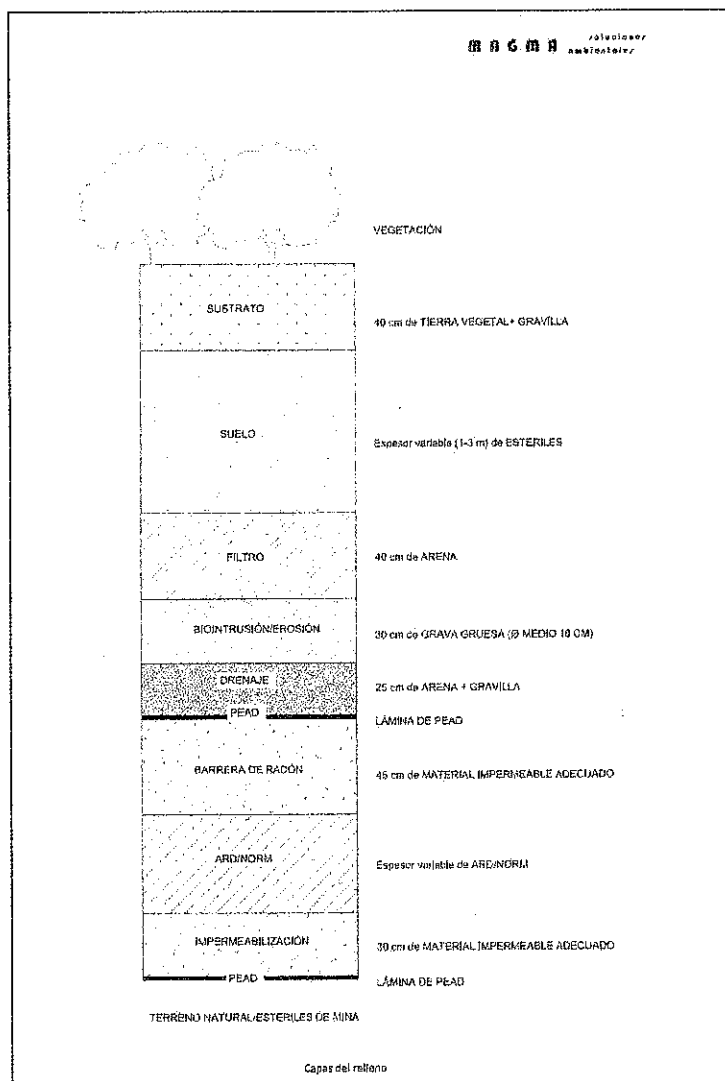 MAGMA soluciones
ambientales
VEGETACIÓN
SUSTRATO
40 cm de TIERRA VEGETAL+ GRAVILLA
SUELO
Espesor variable (1-3 m) de ESTERILES
FILTRO
40 cm de ARENA
BIOINTRUSIÓN/EROSIÓN
30 cm de GRAVA GRUESA (Ø MEDIO 10 CM)
DRENAJE
25 cm de ARENA + GRAVILLA
PEAD
LÁMINA DE PEAD
BARRERA DE RADÓN
45 cm de MATERIAL IMPERMEABLE ADECUADO
ARD/NORM
Espesor variable de ARD/NORM
IMPERMEABILIZACIÓN
30 cm de MATERIAL IMPERMEABLE ADECUADO
PEAD
LÁMINA DE PEAD
TERRENO NATURAL/ESTERILES DE MINA
Capas del relleno